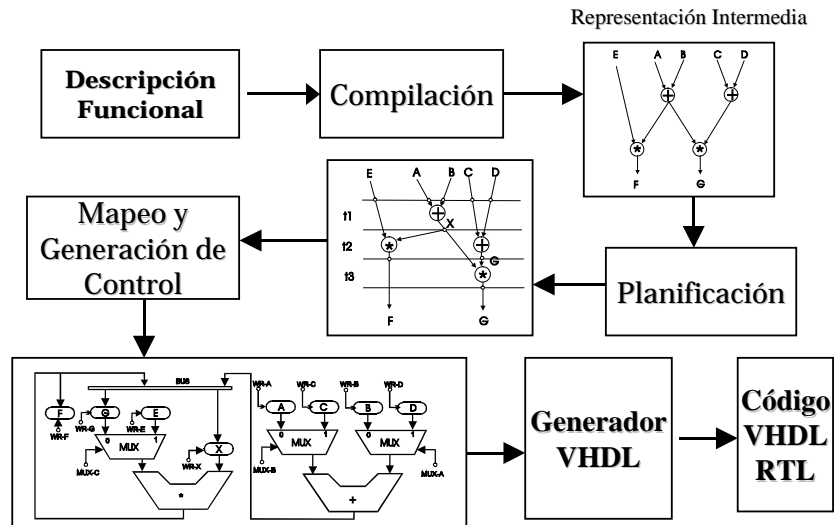 Representación Intermedia
Descripción
Funcional
Compilación
E A B C D
+ +
* *
F G
Mapeo y
Generación de
Control
E A B C D
t1 +
X
t2 * +
G
t3 *
F G
Planificación
BUS
WR-A WR-C WR-B WR-D
F G E A C B D
WR-F WR-G WR-E
0 1 0 1 0 1
MUX X MUX MUX
MUX-C WR-X MUX-B MUX-A
* +
Generador
VHDL
Código
VHDL
RTL